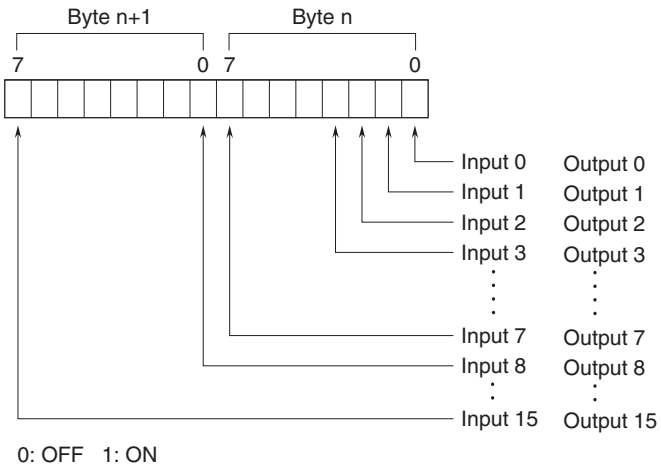 Byte n+1 Byte n
7 0 7 0
Input 0 Output 0
Input 1 Output 1
Input 2 Output 2
Input 3 Output 3
Input 7 Output 7
Input 8 Output 8
Input 15 Output 15
0: OFF 1: ON